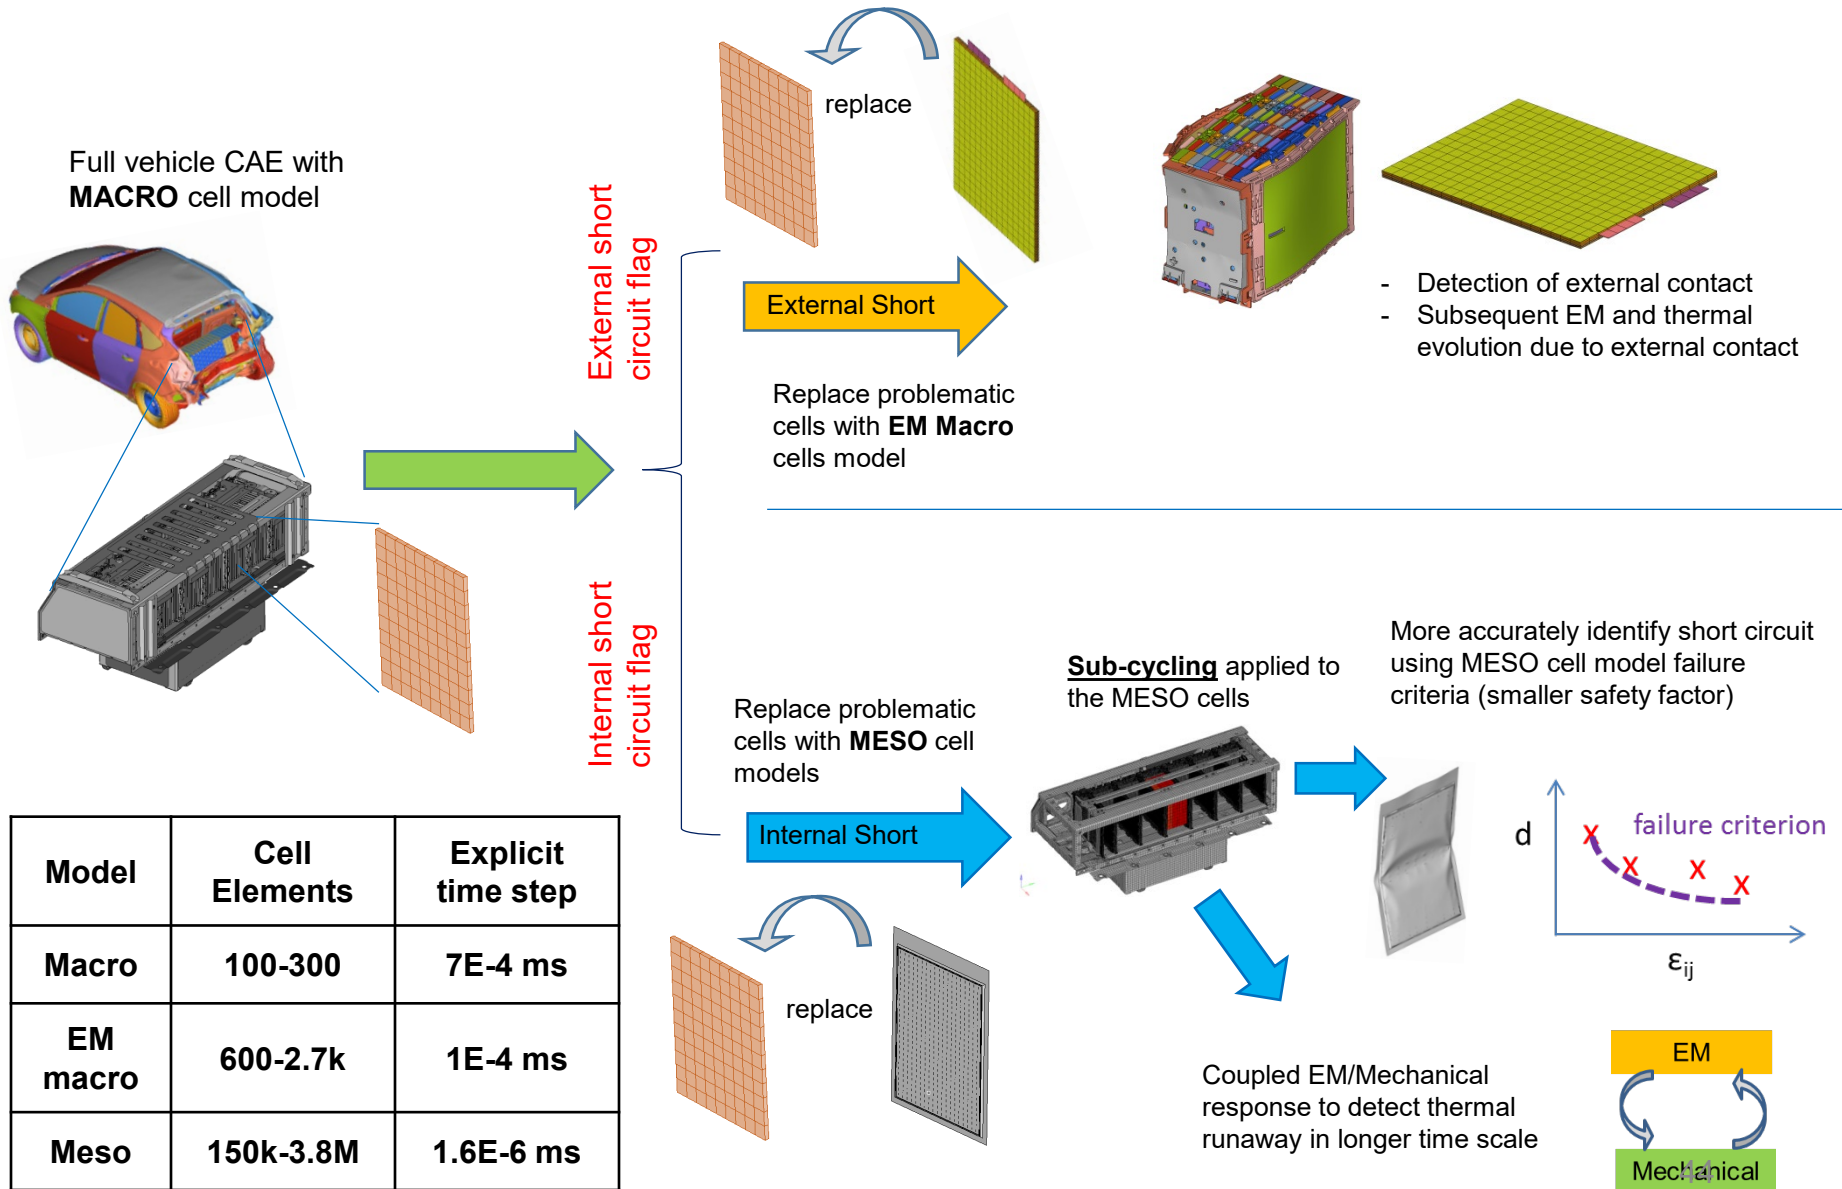 replace
Full vehicle CAE with
MACRO cell model
External short
circuit flag
External Short
- Detection of external contact
- Subsequent EM and thermal
evolution due to external contact
Replace problematic
cells with EM Macro
cells model
Internal short
circuit flag
More accurately identify short circuit
using MESO cell model failure
criteria (smaller safety factor)
Sub-cycling applied to
the MESO cells
Replace problematic
cells with MESO cell
models
Internal Short
d
failure criterion
X X X X
εij
Model Cell Elements Explicit time step
Macro 100-300 7E-4 ms
EM macro 600-2.7k 1E-4 ms
Meso 150k-3.8M 1.6E-6 ms
replace
Coupled EM/Mechanical
response to detect thermal
runaway in longer time scale
EM
Mechanical
44